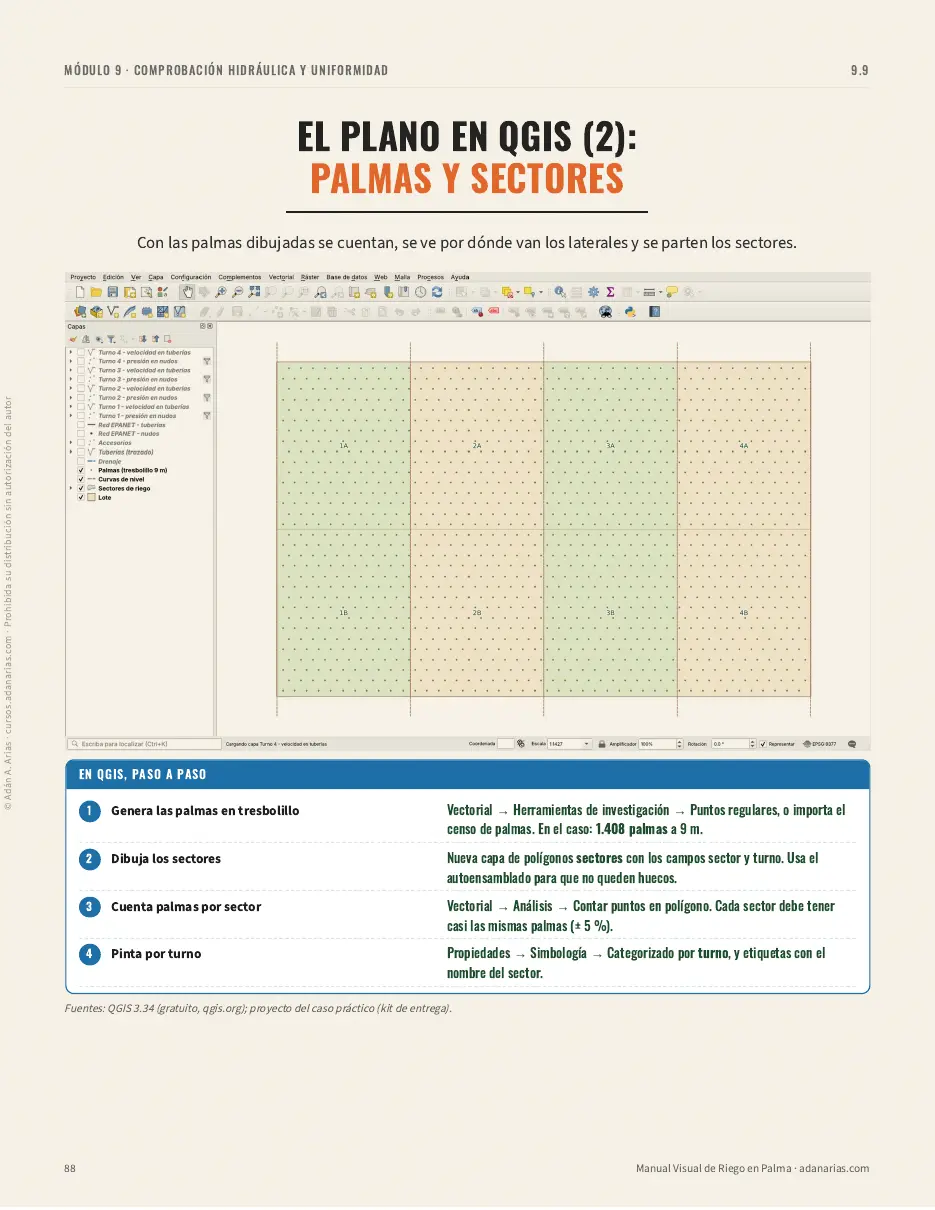 MÓDULO 9 · COMPROBACIÓN HIDRÁULICA Y UNIFORMIDAD
9.9
EL PLANO EN QGIS (2):
PALMAS Y SECTORES
Con las palmas dibujadas se cuentan, se ve por dónde van los laterales y se parten los sectores.
Proyecto Edición Ver Capa Configuración Complementos Vectorial Ráster Base de datos Web Malla Procesos Ayuda
Capas
Turno 4 - velocidad en tuberías
Turno 4 - presión en nudos
Turno 3 - velocidad en tuberías
Turno 3 - presión en nudos
Turno 2 - velocidad en tuberías
Turno 2 - presión en nudos
Turno 1 - velocidad en tuberías
Turno 1 - presión en nudos
Red EPANET - tuberías
Red EPANET - nudos
Accesorios
Tuberías (trazado)
Drenaje
Palmas (tresbolillo 9 m)
Curvas de nivel
Sectores de riego
Lote
1A 2A 3A 4A
1B 2B 3B 4B
Escriba para localizar (Ctrl+K) Cargando capa Turno 4 - velocidad en tuberías Coordenada Escala 1:1427 Amplificador 100% Rotación 0.0 ° Representar EPSG:9377
EN QGIS, PASO A PASO
1 Genera las palmas en tresbolillo
Vectorial → Herramientas de investigación → Puntos regulares, o importa el
censo de palmas. En el caso: 1.408 palmas a 9 m.
2 Dibuja los sectores
Nueva capa de polígonos sectores con los campos sector y turno. Usa el
autoensamblado para que no queden huecos.
3 Cuenta palmas por sector
Vectorial → Análisis → Contar puntos en polígono. Cada sector debe tener
casi las mismas palmas (± 5 %).
4 Pinta por turno
Propiedades → Simbología → Categorizado por turno, y etiquetas con el
nombre del sector.
Fuentes: QGIS 3.34 (gratuito, qgis.org); proyecto del caso práctico (kit de entrega).
88
Manual Visual de Riego en Palma · adanarias.com
© Adán A. Arias · cursos.adanarias.com · Prohibida su distribución sin autorización del autor